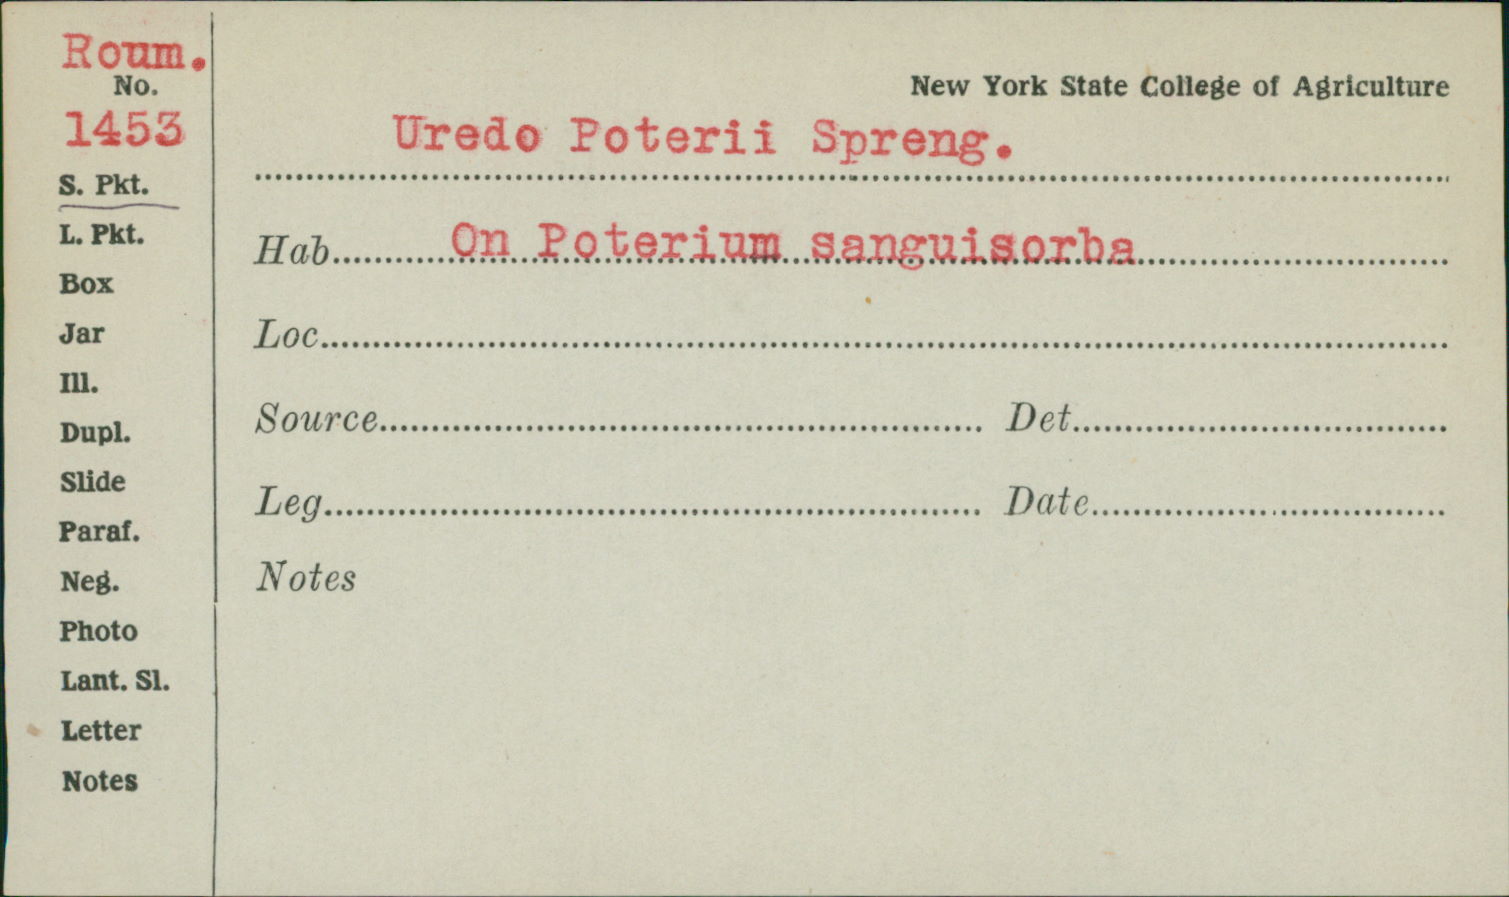 Roum.
No.
1453
S. Pkt.
L. Pkt.
Box
Jar
Ill.
Dupl.
Slide
Paraf.
Neg.
Photo
Lant. Sl.
Letter
Notes
New York State College of Agriculture
Uredo Poterii Spreng.
Hab. On Poterium sanguisorba
Loc.
Source Det.
Leg. Date
Notes